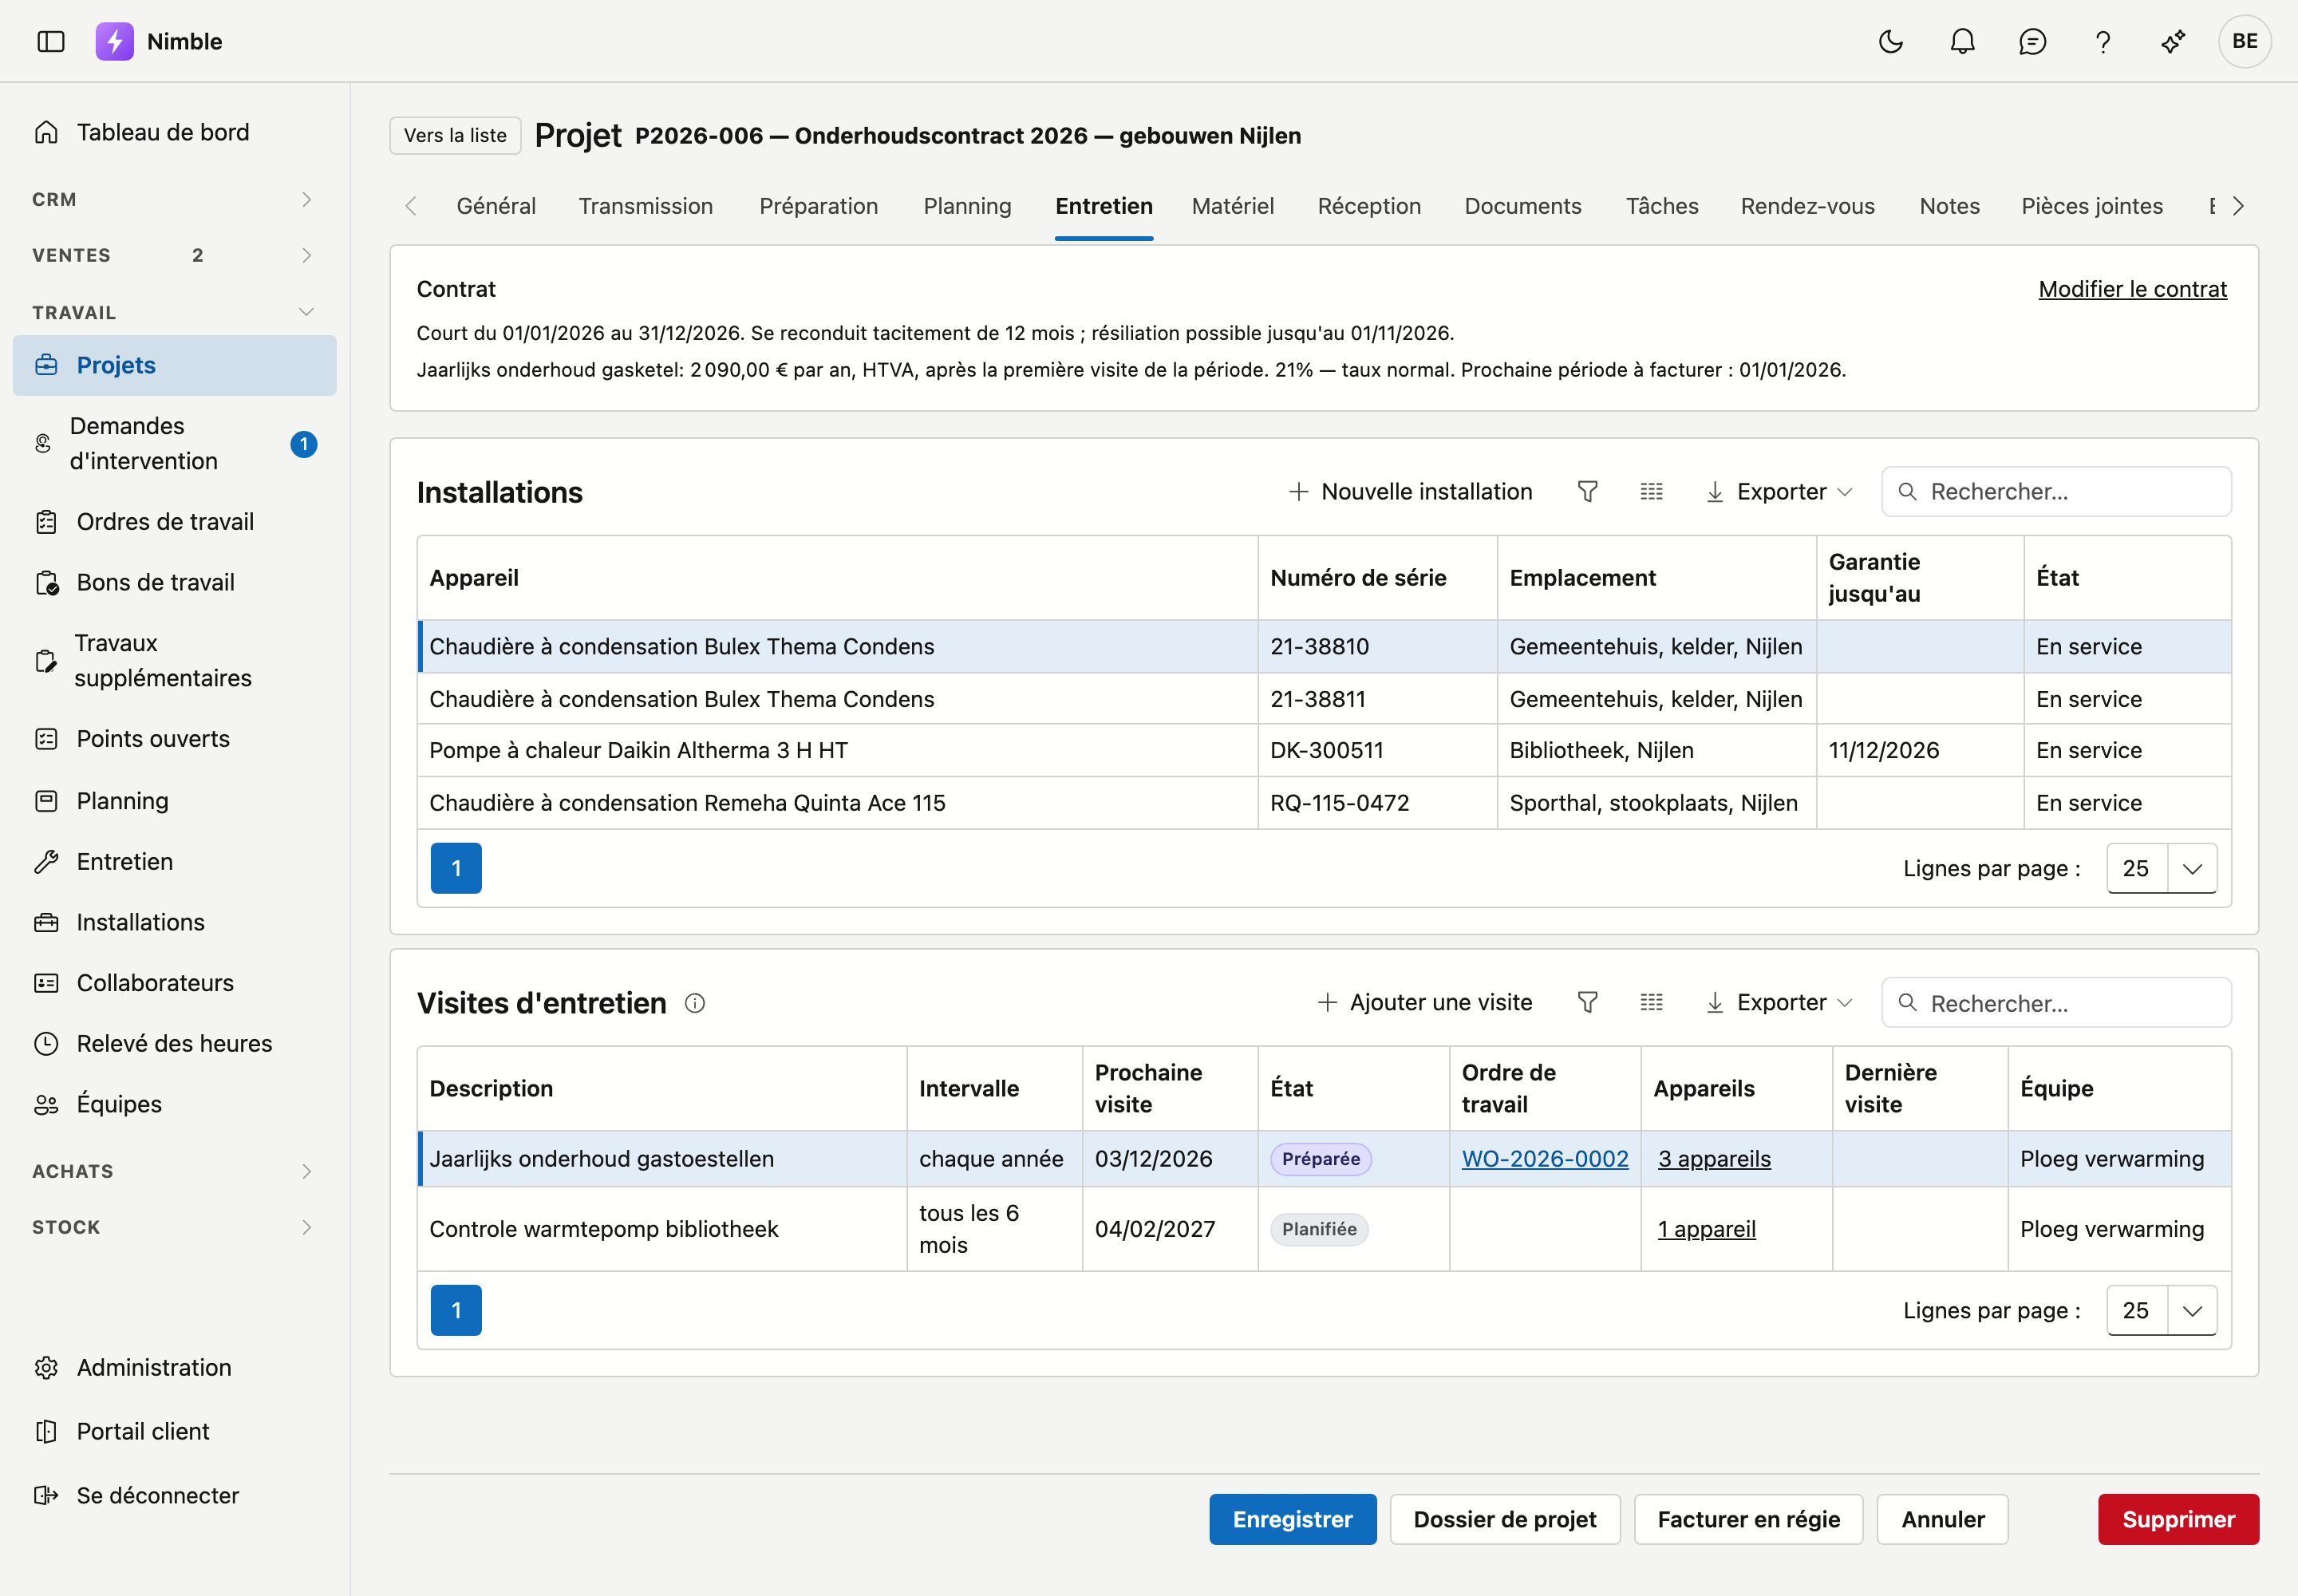 Nimble
BE
Tableau de bord
CRM
VENTES 2
TRAVAIL
Projets
Demandes
d'intervention
1
Ordres de travail
Bons de travail
Travaux
supplémentaires
Points ouverts
Planning
Entretien
Installations
Collaborateurs
Relevé des heures
Équipes
ACHATS
STOCK
Administration
Portail client
Se déconnecter
Vers la liste Projet P2026-006 — Onderhoudscontract 2026 — gebouwen Nijlen
Général Transmission Préparation Planning Entretien Matériel Réception Documents Tâches Rendez-vous Notes Pièces jointes
Contrat Modifier le contrat
Court du 01/01/2026 au 31/12/2026. Se reconduit tacitement de 12 mois ; résiliation possible jusqu'au 01/11/2026.
Jaarlijks onderhoud gasketel: 2 090,00 € par an, HTVA, après la première visite de la période. 21% — taux normal. Prochaine période à facturer : 01/01/2026.
Installations Nouvelle installation Exporter Rechercher...
Appareil Numéro de série Emplacement Garantie jusqu'au État
Chaudière à condensation Bulex Thema Condens 21-38810 Gemeentehuis, kelder, Nijlen En service
Chaudière à condensation Bulex Thema Condens 21-38811 Gemeentehuis, kelder, Nijlen En service
Pompe à chaleur Daikin Altherma 3 H HT DK-300511 Bibliotheek, Nijlen 11/12/2026 En service
Chaudière à condensation Remeha Quinta Ace 115 RQ-115-0472 Sporthal, stookplaats, Nijlen En service
1 Lignes par page : 25
Visites d'entretien Ajouter une visite Exporter Rechercher...
Description Intervalle Prochaine visite État Ordre de travail Appareils Dernière visite Équipe
Jaarlijks onderhoud gastoestellen chaque année 03/12/2026 Préparée WO-2026-0002 3 appareils Ploeg verwarming
Controle warmtepomp bibliotheek tous les 6 mois 04/02/2027 Planifiée 1 appareil Ploeg verwarming
1 Lignes par page : 25
Enregistrer Dossier de projet Facturer en régie Annuler Supprimer